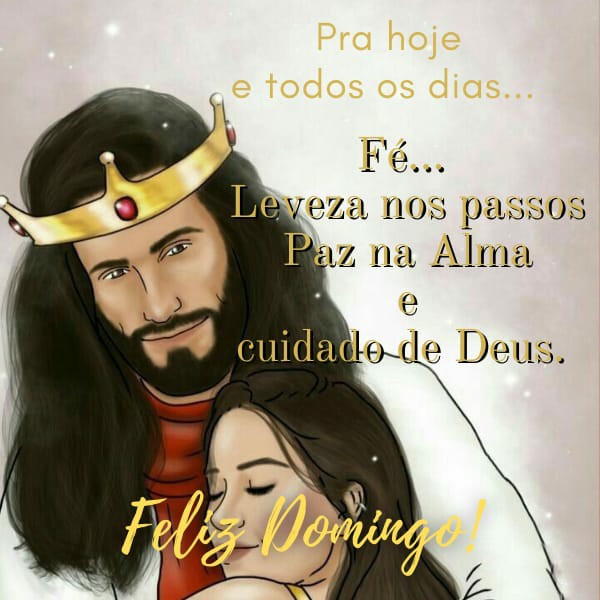 Pra hoje
e todos os dias...
Fé...
Leveza nos passos
Paz na Alma
e
cuidado de Deus.
Feliz Domingo!